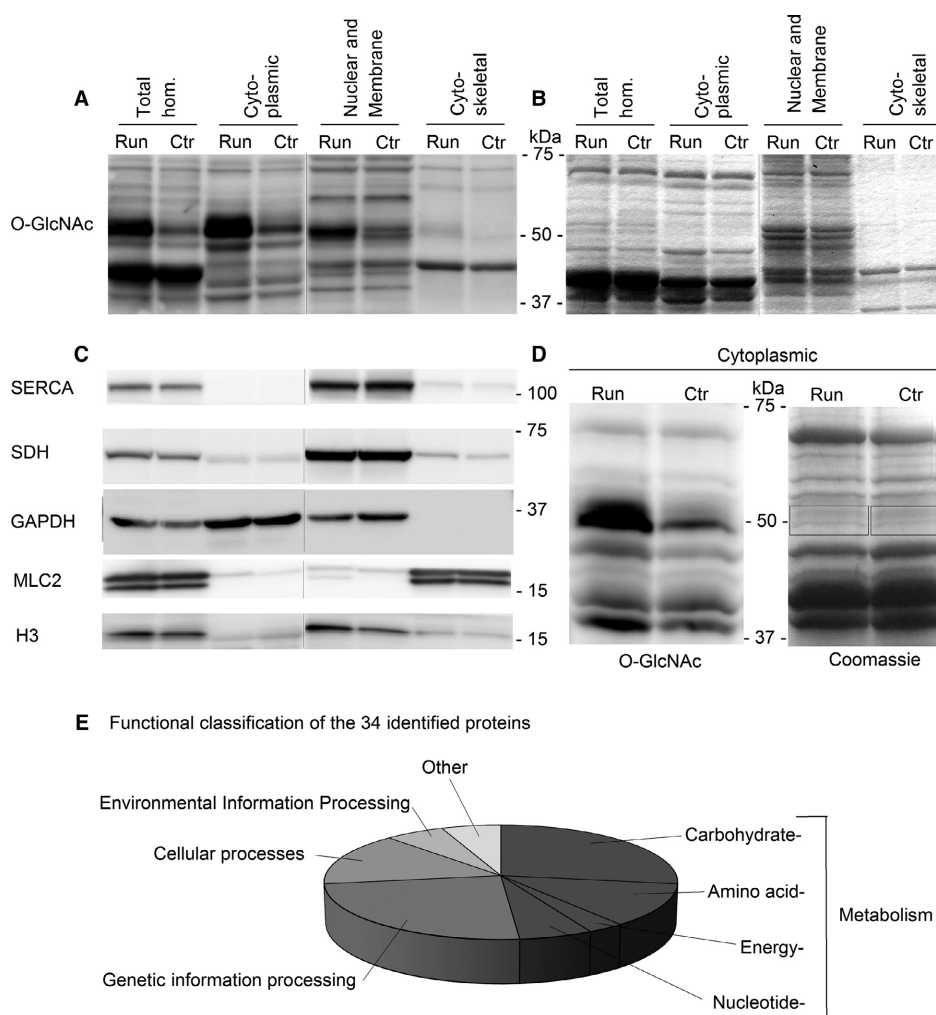 A
Total
hom.
Cyto-
plasmic
Nuclear and
Membrane
Cyto-
skeletal
Run Ctr Run Ctr Run Ctr Run Ctr
O-GlcNAc
B
Total
hom.
Cyto-
plasmic
Nuclear and
Membrane
Cyto-
skeletal
kDa
Run Ctr Run Ctr Run Ctr Run Ctr
- 75 -
- 50 -
- 37 -
C
SERCA
- 100
SDH
75
GAPDH
- 37
MLC2
- 15
H3
- 15
D
Cytoplasmic
Run Ctr kDa Run Ctr
- 75 -
- 50 -
- 37 -
O-GlcNAc Coomassie
E Functional classification of the 34 identified proteins
Other
Environmental Information Processing
Cellular processes
Genetic information processing
Carbohydrate-
Amino acid-
Energy-
Nucleotide-
Metabolism